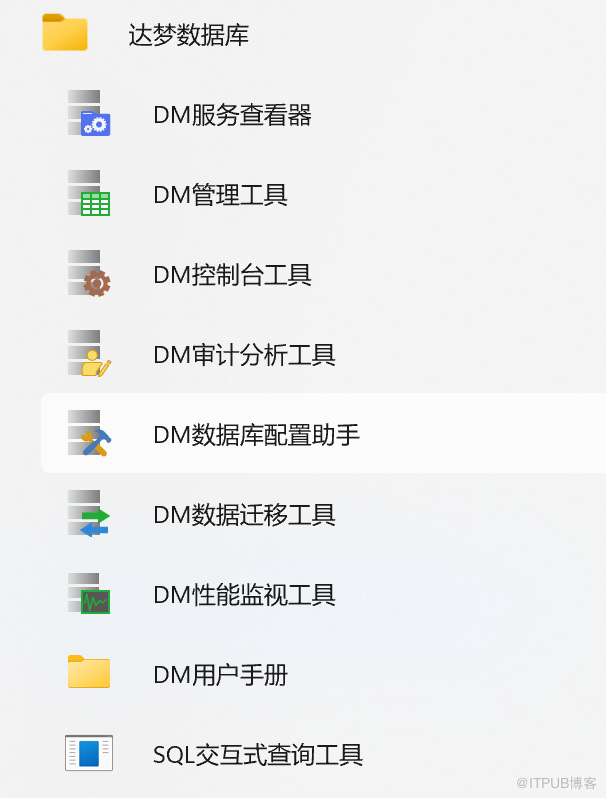 达梦数据库
DM服务查看器
DM管理工具
DM控制台工具
DM审计分析工具
DM数据库配置助手
DM数据迁移工具
DM性能监视工具
DM用户手册
SQL交互式查询工具
@ITPUB博客